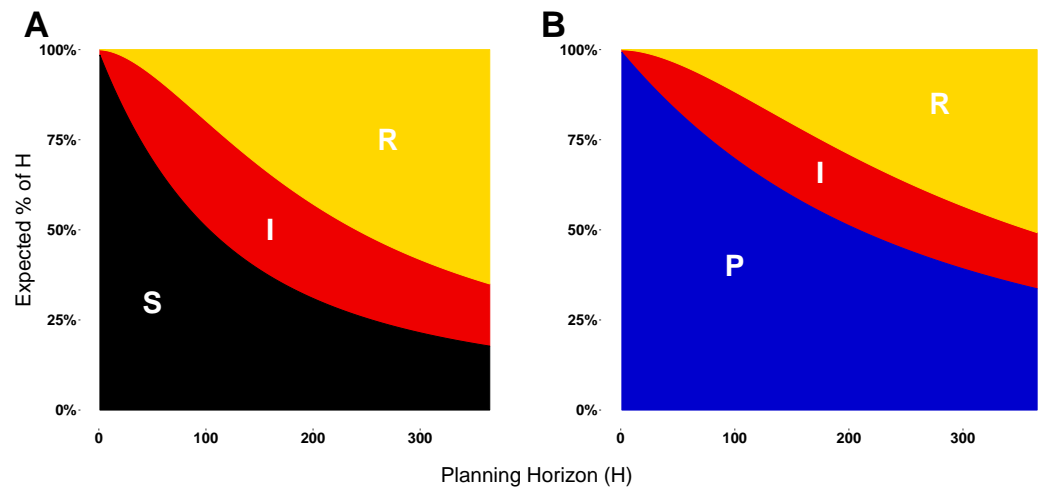 A
B
Expected % of H
100%
75%
50%
25%
0%
S
I
R
0
100
200
300
100%
75%
50%
25%
0%
P
I
R
0
100
200
300
Planning Horizon (H)